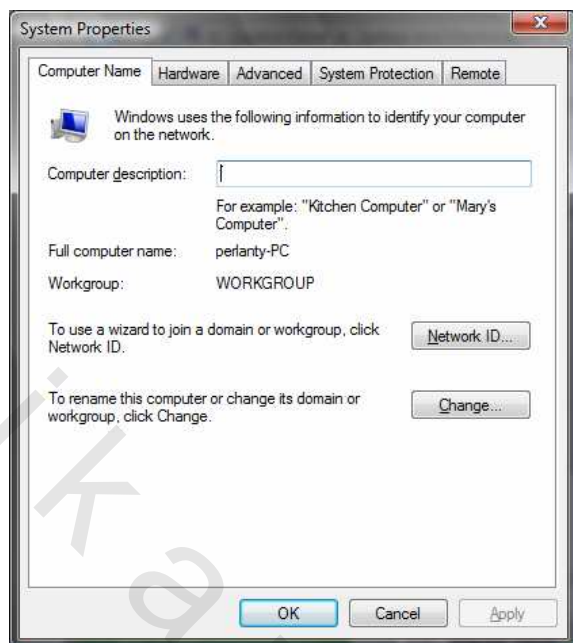 System Properties
Computer Name Hardware Advanced System Protection Remote
Windows uses the following information to identify your computer
on the network.
Computer description:
For example: "Kitchen Computer" or "Mary's
Computer".
Full computer name: perlanty-PC
Workgroup: WORKGROUP
To use a wizard to join a domain or workgroup, click
Network ID.
Network ID...
To rename this computer or change its domain or
workgroup, click Change.
Change...
OK Cancel Apply
i k a